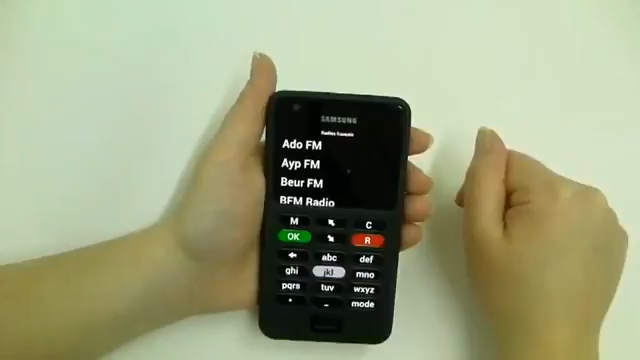 SAMSUNG
Radios français
Ado FM
Ayp FM
Beur FM
BFM Radio
M C
OK R
abc def
ghi jkl mno
pqrs tuv wxyz
mode